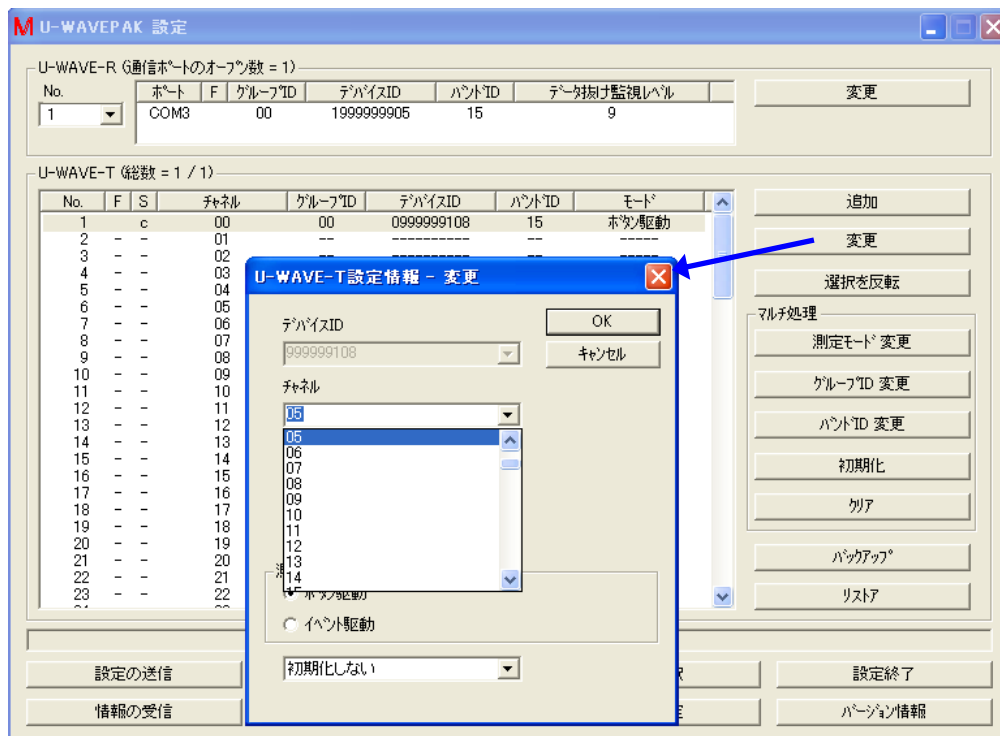 U-WAVEPAK 設定
U-WAVE-R (通信ポートのオープン数 = 1)
No. ポート F グループID デバイスID バンドID データ抜け監視レベル 変更
1 COM3 00 1999999905 15 9
U-WAVE-T (総数 = 1 / 1)
No. F S チャネル グループID デバイスID バンドID モード 追加
1 c 00 00 0999999108 15 ボタン駆動
2 - - 01 -- ---------- -- ----- 変更
3 - - 02 -- ---------- -- -----
4 - - 03
5 - - 04
6 - - 05
7 - - 06
8 - - 07
9 - - 08
10 - - 09
11 - - 10
12 - - 11
13 - - 12
14 - - 13
15 - - 14
16 - - 15
17 - - 16
18 - - 17
19 - - 18
20 - - 19
21 - - 20
22 - - 21
23 - - 22
選択を反転
マルチ処理
測定モード 変更
グループID 変更
バンドID 変更
初期化
クリア
バックアップ
リストア
U-WAVE-T設定情報 - 変更
デバイスID
OK
999999108
キャンセル
チャネル
05
05
06
07
08
09
10
11
12
13
14
ボタン駆動
イベント駆動
初期化しない
設定の送信
設定終了
情報の受信
バージョン情報